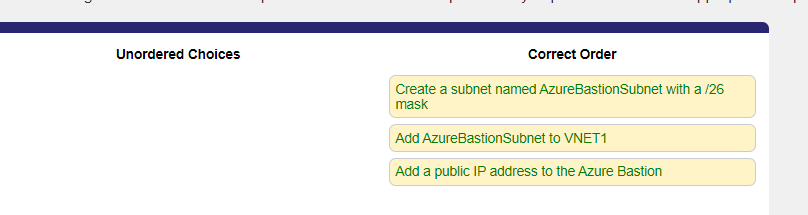 Unordered Choices
Correct Order
Create a subnet named AzureBastionSubnet with a /26
mask
Add AzureBastionSubnet to VNET1
Add a public IP address to the Azure Bastion